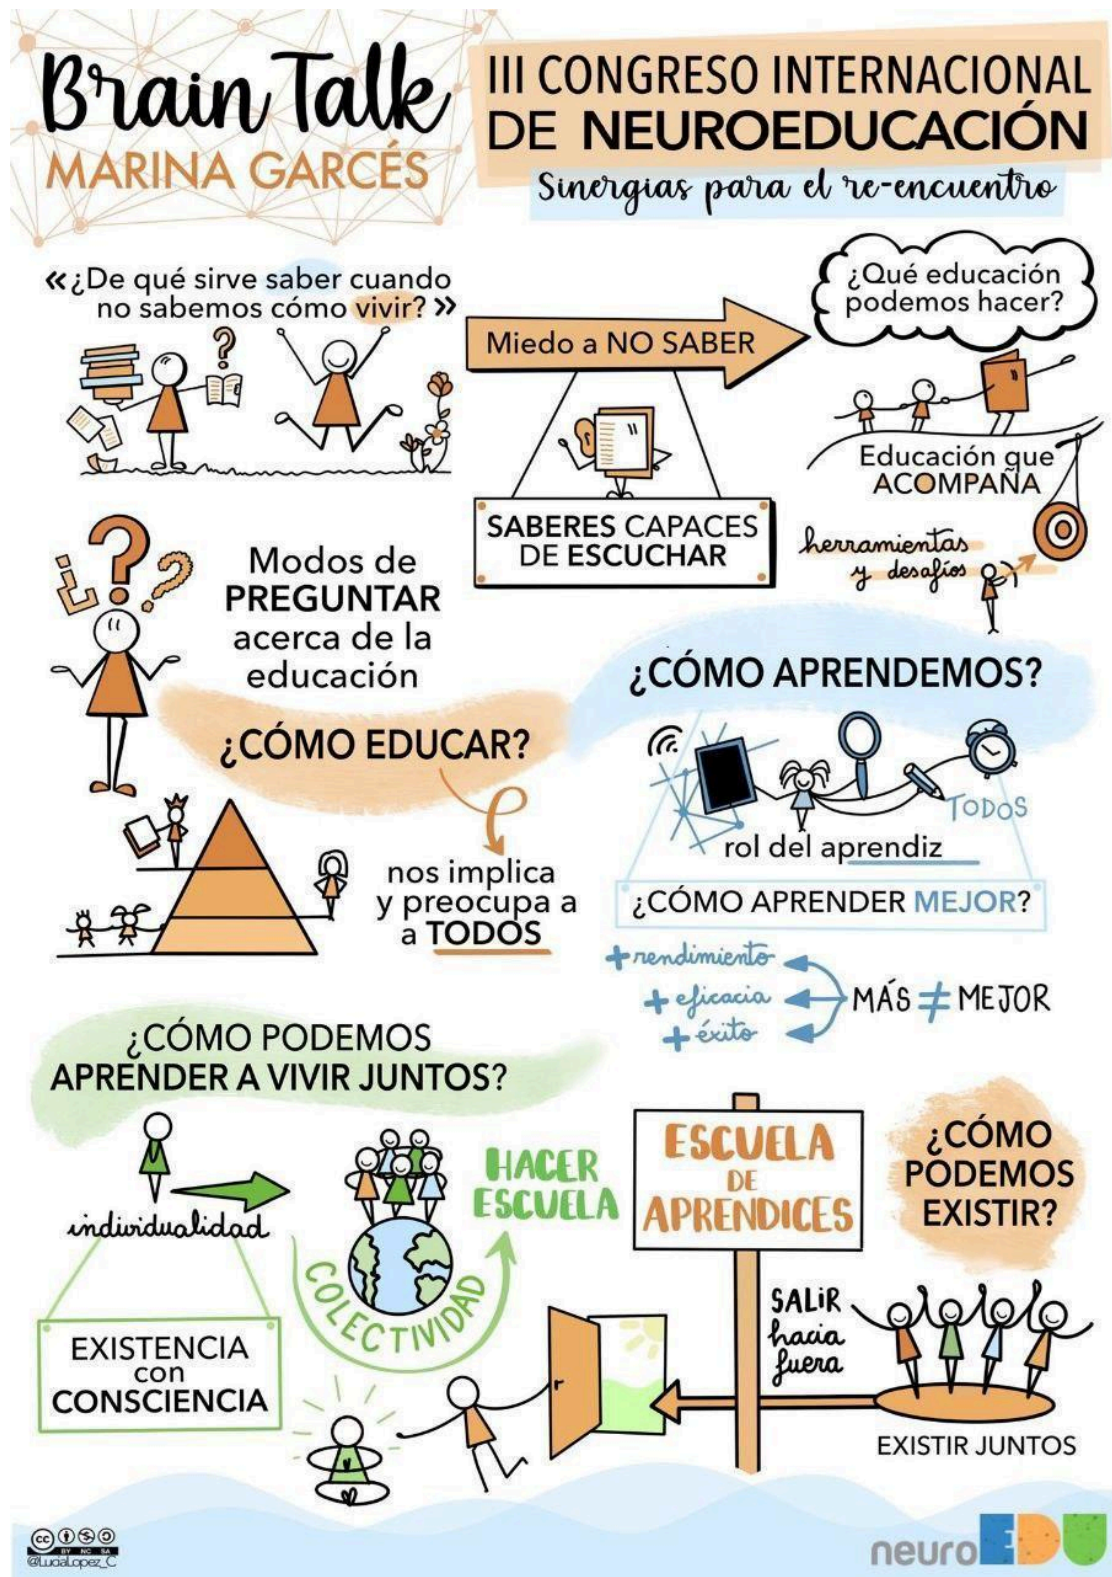 Brain Talk
MARINA GARCÉS
III CONGRESO INTERNACIONAL
DE NEUROEDUCACIÓN
Sinergias para el re-encuentro
«¿De qué sirve saber cuando
no sabemos cómo vivir?»
?
Miedo a NO SABER
SABERES CAPACES
DE ESCUCHAR
¿Qué educación
podemos hacer?
Educación que
ACOMPAÑA
herramientas
y desafíos
¿??
Modos de
PREGUNTAR
acerca de la
educación
¿CÓMO EDUCAR?
nos implica
y preocupa a
a TODOS
¿CÓMO APRENDEMOS?
TODOS
rol del aprendiz
¿CÓMO APRENDER MEJOR?
+ rendimiento
+ eficacia
+ éxito
MÁS ≠ MEJOR
¿CÓMO PODEMOS
APRENDER A VIVIR JUNTOS?
individualidad
EXISTENCIA
con
CONSCIENCIA
COLECTIVIDAD
HACER
ESCUELA
ESCUELA
DE
APRENDICES
¿CÓMO
PODEMOS
EXISTIR?
SALIR
hacia
fuera
EXISTIR JUNTOS
cc BY NC SA
@LuciaLopez_C
neuroEDU